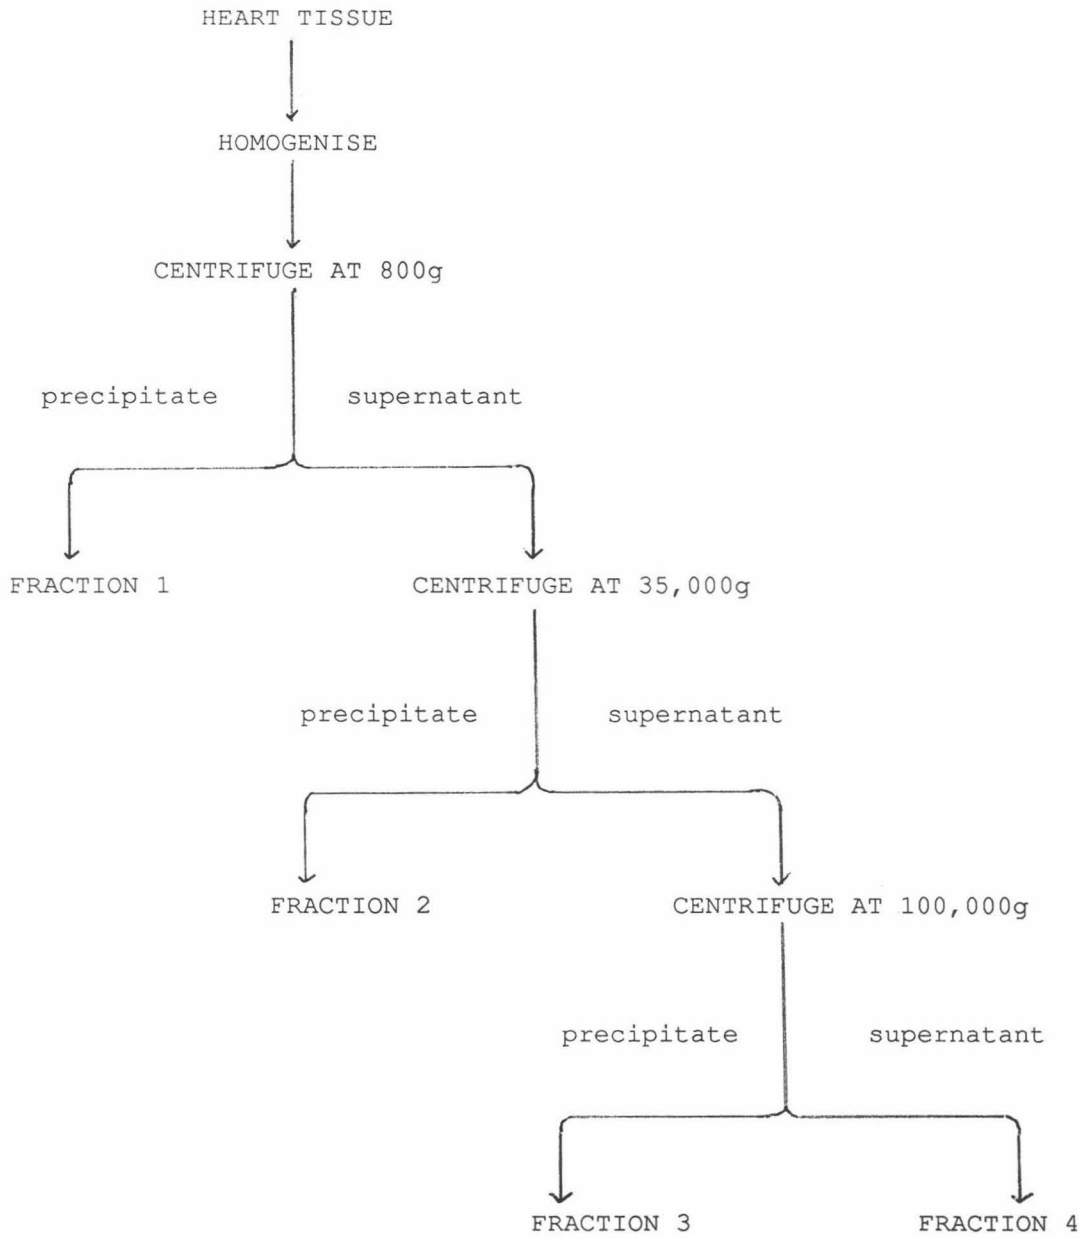 HEART TISSUE
HOMOGENISE
CENTRIFUGE AT 800g
precipitate supernatant
FRACTION 1 CENTRIFUGE AT 35,000g
precipitate supernatant
FRACTION 2 CENTRIFUGE AT 100,000g
precipitate supernatant
FRACTION 3 FRACTION 4